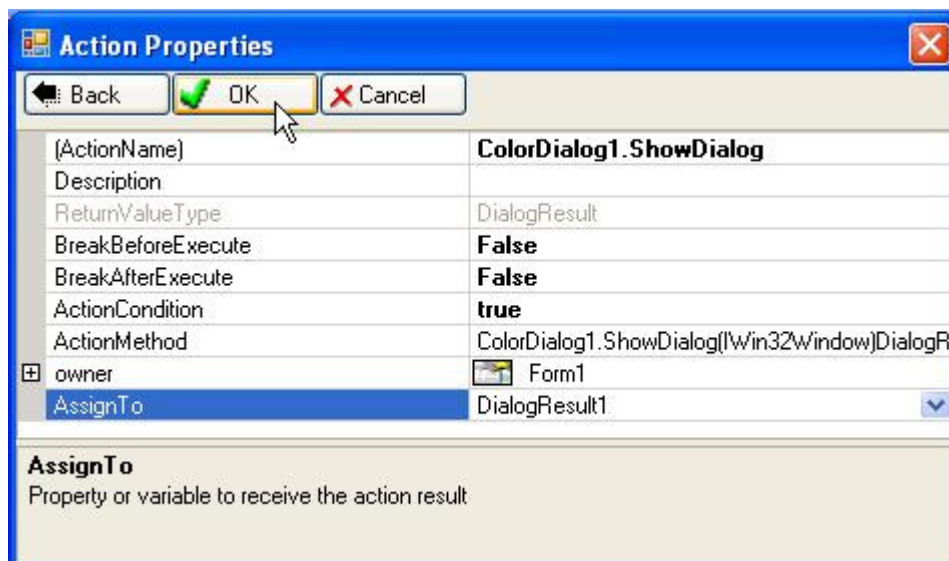 Action Properties
Back OK Cancel
(ActionName) ColorDialog1.ShowDialog
Description
ReturnValueType DialogResult
BreakBeforeExecute False
BreakAfterExecute False
ActionCondition true
ActionMethod ColorDialog1.ShowDialog(IWin32Window)DialogR
owner Form1
AssignTo DialogResult1
AssignTo
Property or variable to receive the action result